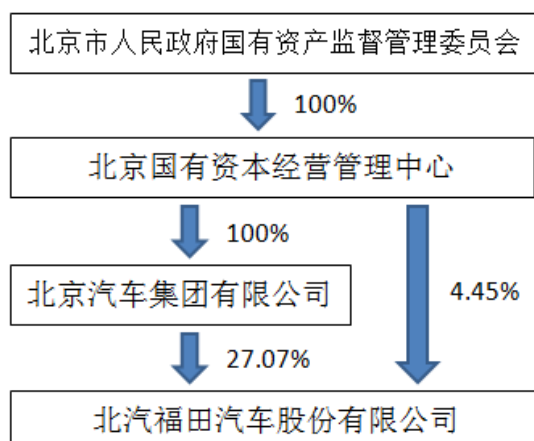 北京市人民政府国有资产监督管理委员会
100%
北京国有资本经营管理中心
100%
北京汽车集团有限公司
4.45%
27.07%
北汽福田汽车股份有限公司